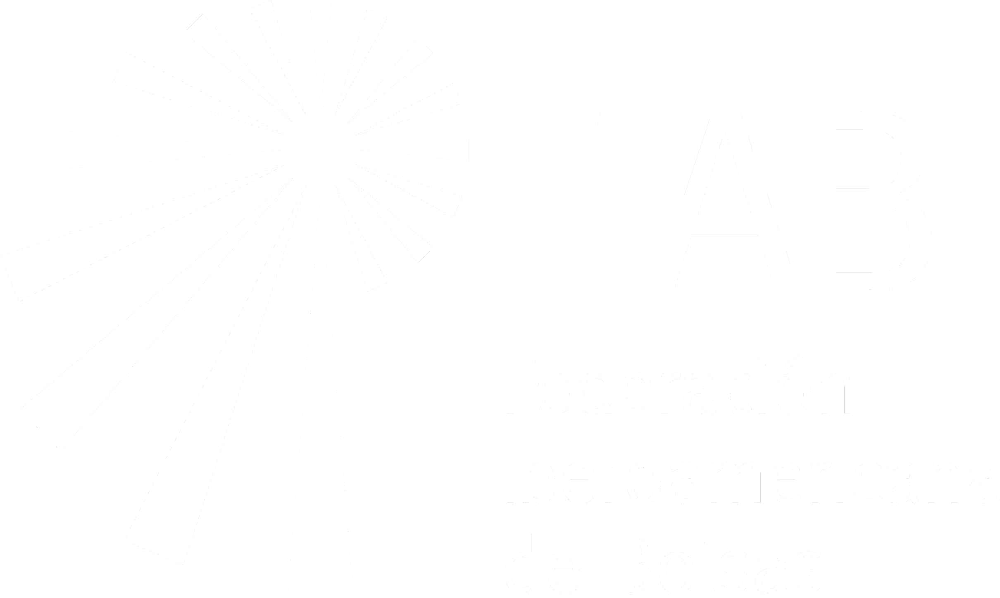 FIAB
Federación
Iberoamericana
de Bolsas